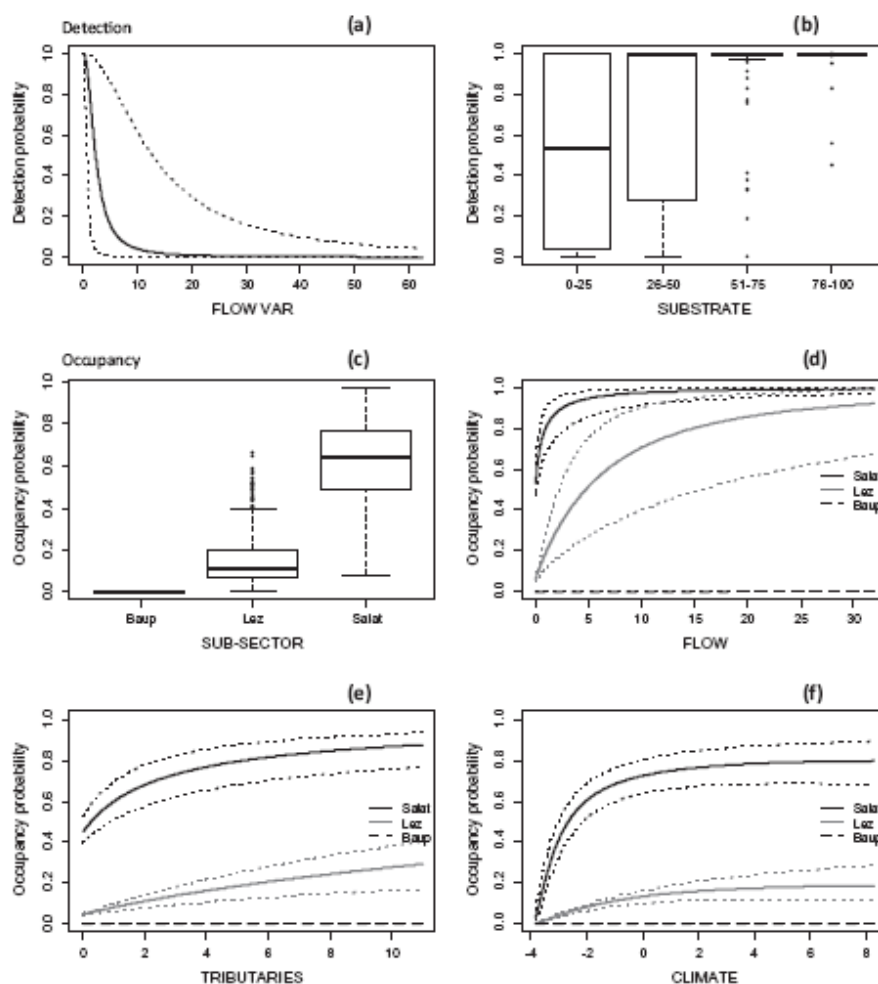 Detection (a) (b)
Detection probability
0.0 0.2 0.4 0.6 0.8 1.0
0 10 20 30 40 50 60
FLOW VAR
Detection probability
0.0 0.2 0.4 0.6 0.8 1.0
0-25 26-50 51-75 76-100
SUBSTRATE
Occupancy (c) (d)
Occupancy probability
0.0 0.2 0.4 0.6 0.8 1.0
Baup Lez Salat
SUB-SECTOR
Occupancy probability
0.0 0.2 0.4 0.6 0.8 1.0
Salat
Lez
Baup
0 5 10 15 20 25 30
FLOW
(e) (f)
Occupancy probability
0.0 0.2 0.4 0.6 0.8 1.0
Salat
Lez
Baup
0 2 4 6 8 10
TRIBUTARIES
Occupancy probability
0.0 0.2 0.4 0.6 0.8 1.0
Salat
Lez
Baup
-4 -2 0 2 4 6 8
CLIMATE